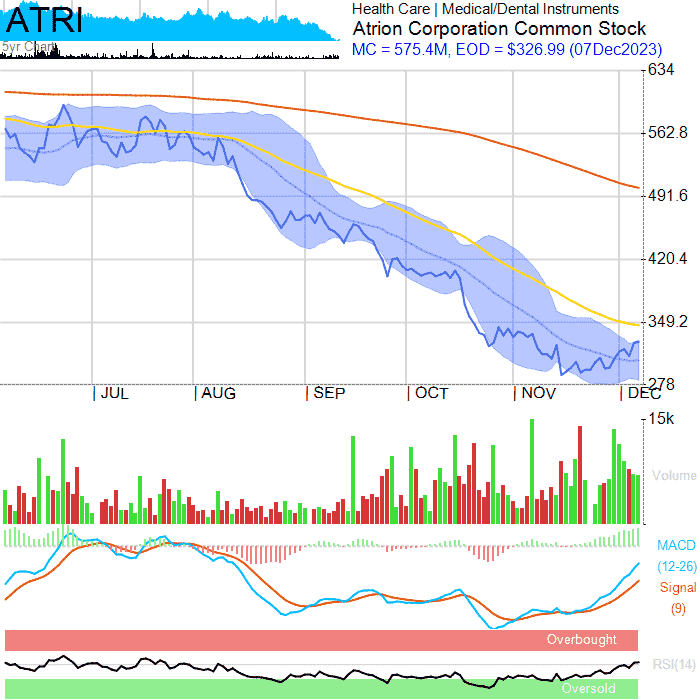 ATRI
5yr Chart
Health Care | Medical/Dental Instruments
Atrion Corporation Common Stock
MC = 575.4M, EOD = $326.99 (07Dec2023)
634
562.8
491.6
420.4
349.2
278
JUL AUG SEP OCT NOV DEC
15k
Volume
MACD
(12-26)
Signal
(9)
Overbought
RSI(14)
Oversold